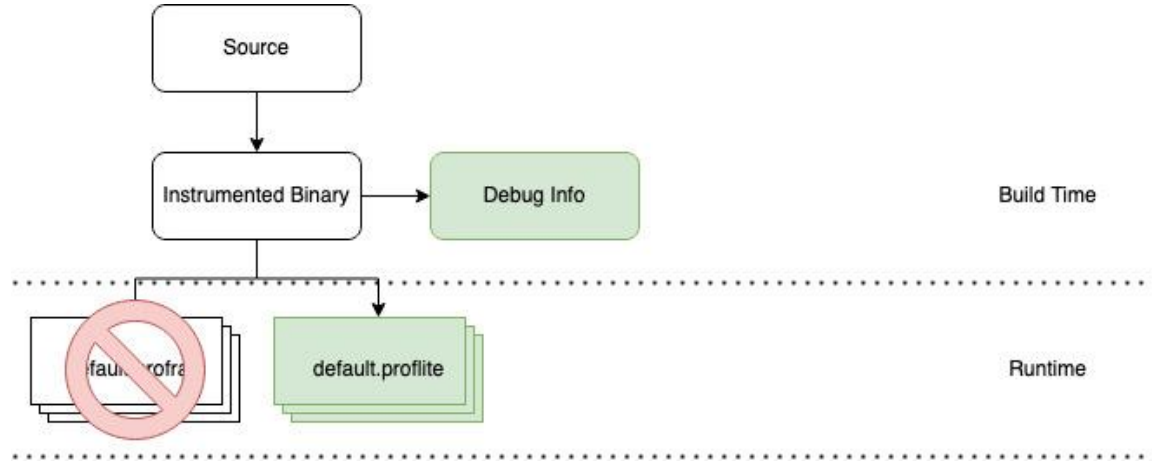 Source
Instrumented Binary
Debug Info
Build Time
default.proflite
Runtime